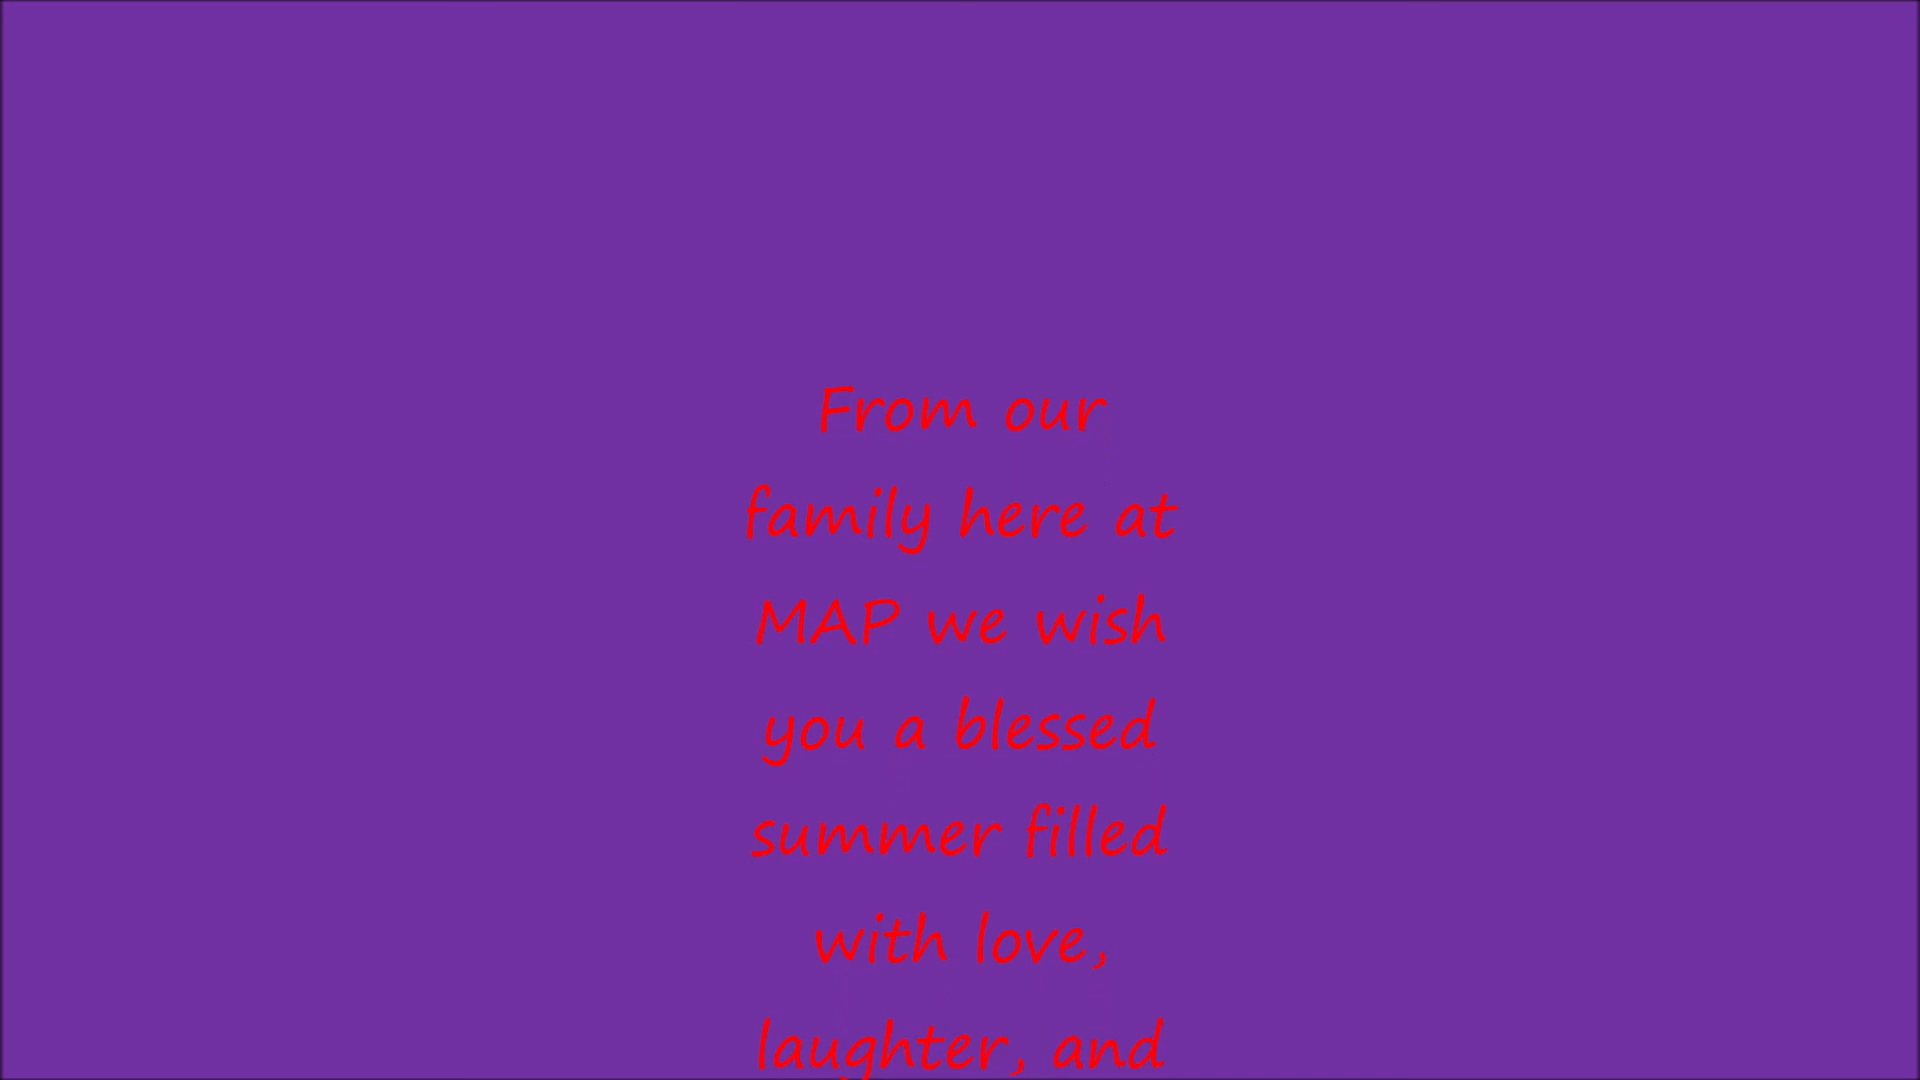 From our
family here at
MAP we wish
you a blessed
summer filled
with love,
laughter, and